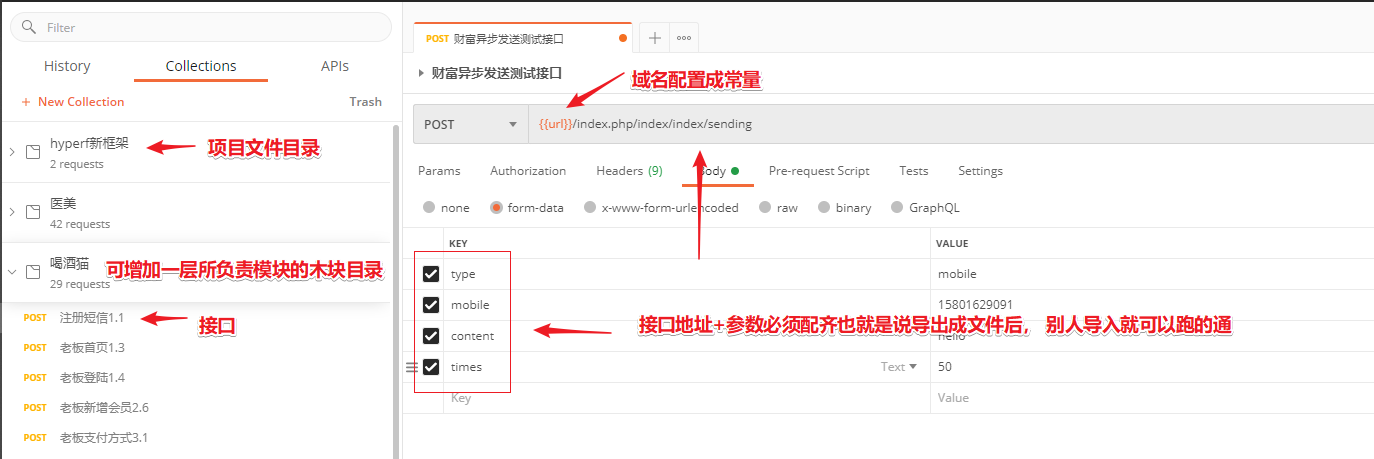 Filter
History
Collections
APIs
+ New Collection
Trash
hyperf新框架
2 requests
项目文件目录
医美
42 requests
喝酒猫
29 requests
可增加一层所负责模块的木块目录
POST 注册短信1.1
接口
POST 老板首页1.3
POST 老板登陆1.4
POST 老板新增会员2.6
POST 老板支付方式3.1
POST 财富异步发送测试接口
财富异步发送测试接口
域名配置成常量
POST
{{url}}/index.php/index/index/sending
Params
Authorization
Headers (9)
Body
Pre-request Script
Tests
Settings
none
form-data
x-www-form-urlencoded
raw
binary
GraphQL
KEY
VALUE
type
mobile
mobile
15801629091
接口地址+参数必须配齐也就是说导出成文件后， 别人导入就可以跑的通
content
hello
times
Text
50
Key
Value